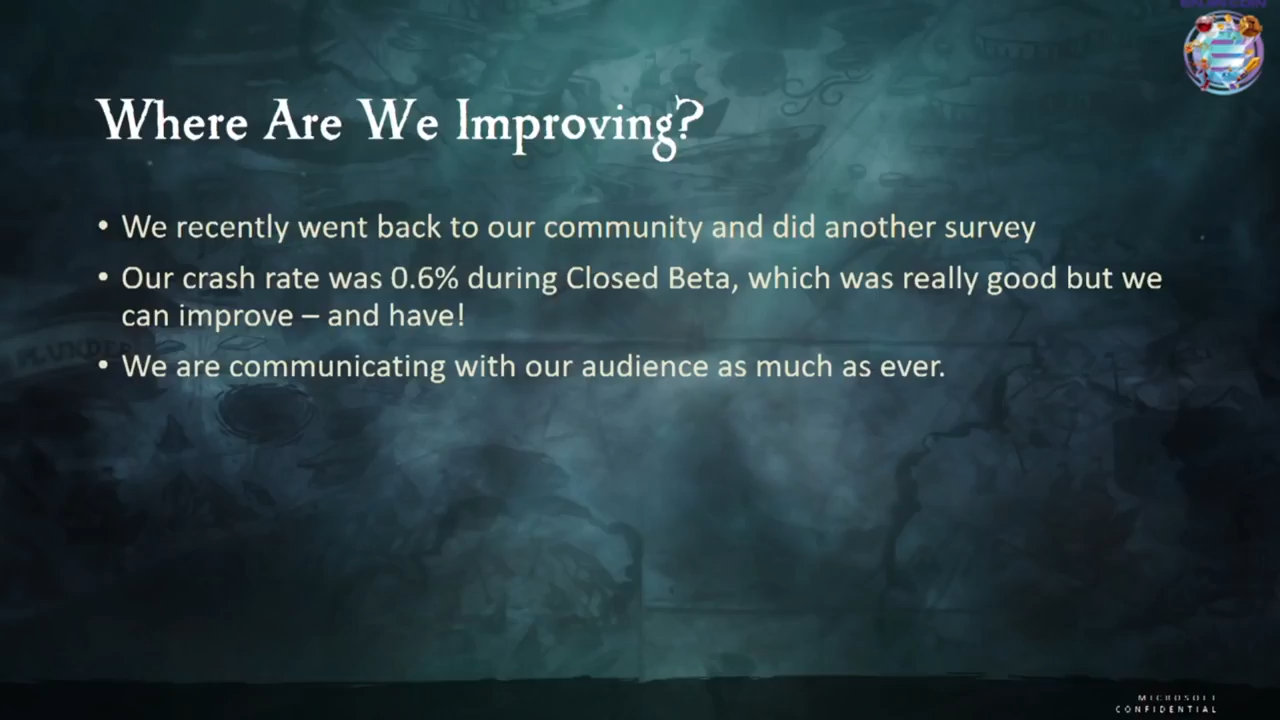 Where Are We Improving?
• We recently went back to our community and did another survey
• Our crash rate was 0.6% during Closed Beta, which was really good but we
can improve – and have!
PLUNDER
• We are communicating with our audience as much as ever.
MICROSOFT
CONFIDENTIAL